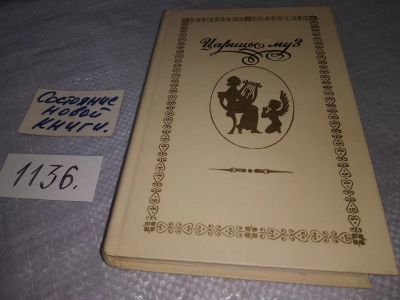 Царицы муз
Состояние
новой
книги.
1136.